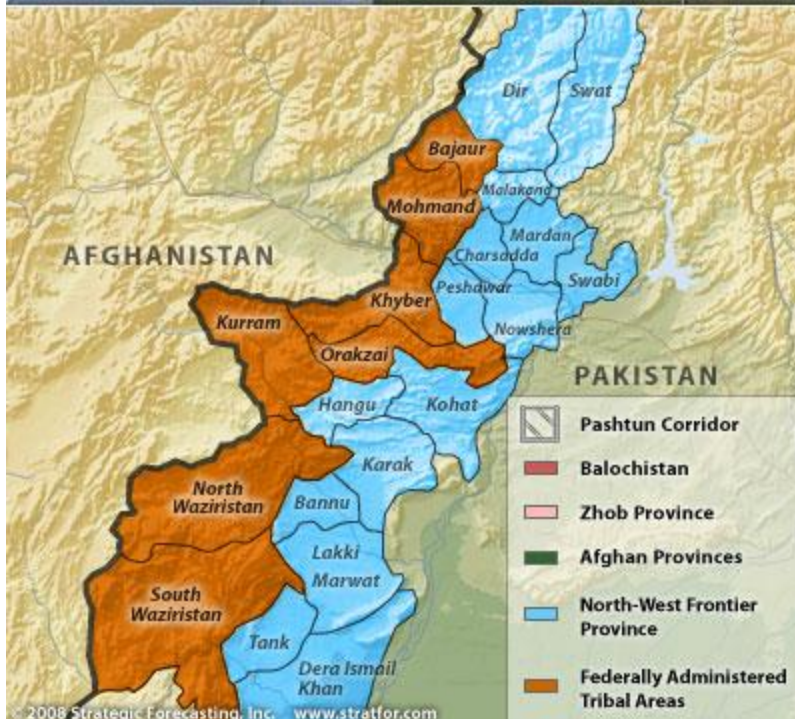 Dir
Swat
Bajaur
Malakand
Mohmand
Mardan
Charsadda
AFGHANISTAN
Swabi
Peshawar
Khyber
Kurram
Nowshera
Orakzai
PAKISTAN
Hangu
Kohat
Pashtun Corridor
Karak
Balochistan
North
Waziristan
Bannu
Zhob Province
Lakki
Marwat
Afghan Provinces
South
Waziristan
North-West Frontier
Province
Tank
Dera Ismail
Khan
Federally Administered
Tribal Areas
© 2008 Strategic Forecasting, Inc. www.stratfor.com